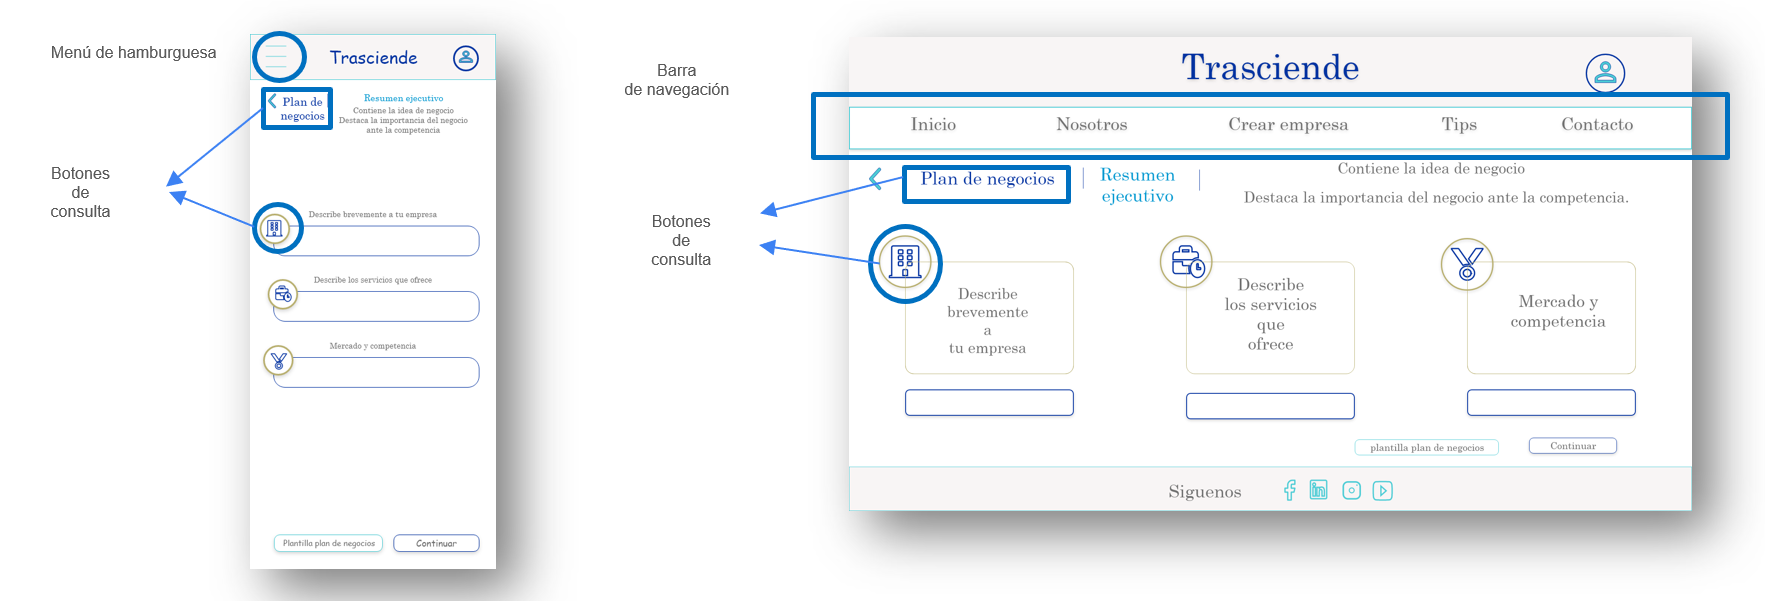 Menú de hamburguesa
Trasciende
Plan de
negocios
Resumen ejecutivo
Contiene la idea de negocio
Destaca la importancia del negocio
ante la competencia
Botones
de
consulta
Describe brevemente a tu empresa
Describe los servicios que ofrece
Mercado y competencia
Plantilla plan de negocios
Continuar
Barra
de navegación
Trasciende
Inicio
Nosotros
Crear empresa
Tips
Contacto
Plan de negocios
Resumen
ejecutivo
Contiene la idea de negocio
Destaca la importancia del negocio ante la competencia.
Botones
de
consulta
Describe
brevemente
a
tu empresa
Describe
los servicios
que
ofrece
Mercado y
competencia
plantilla plan de negocios
Continuar
Siguenos